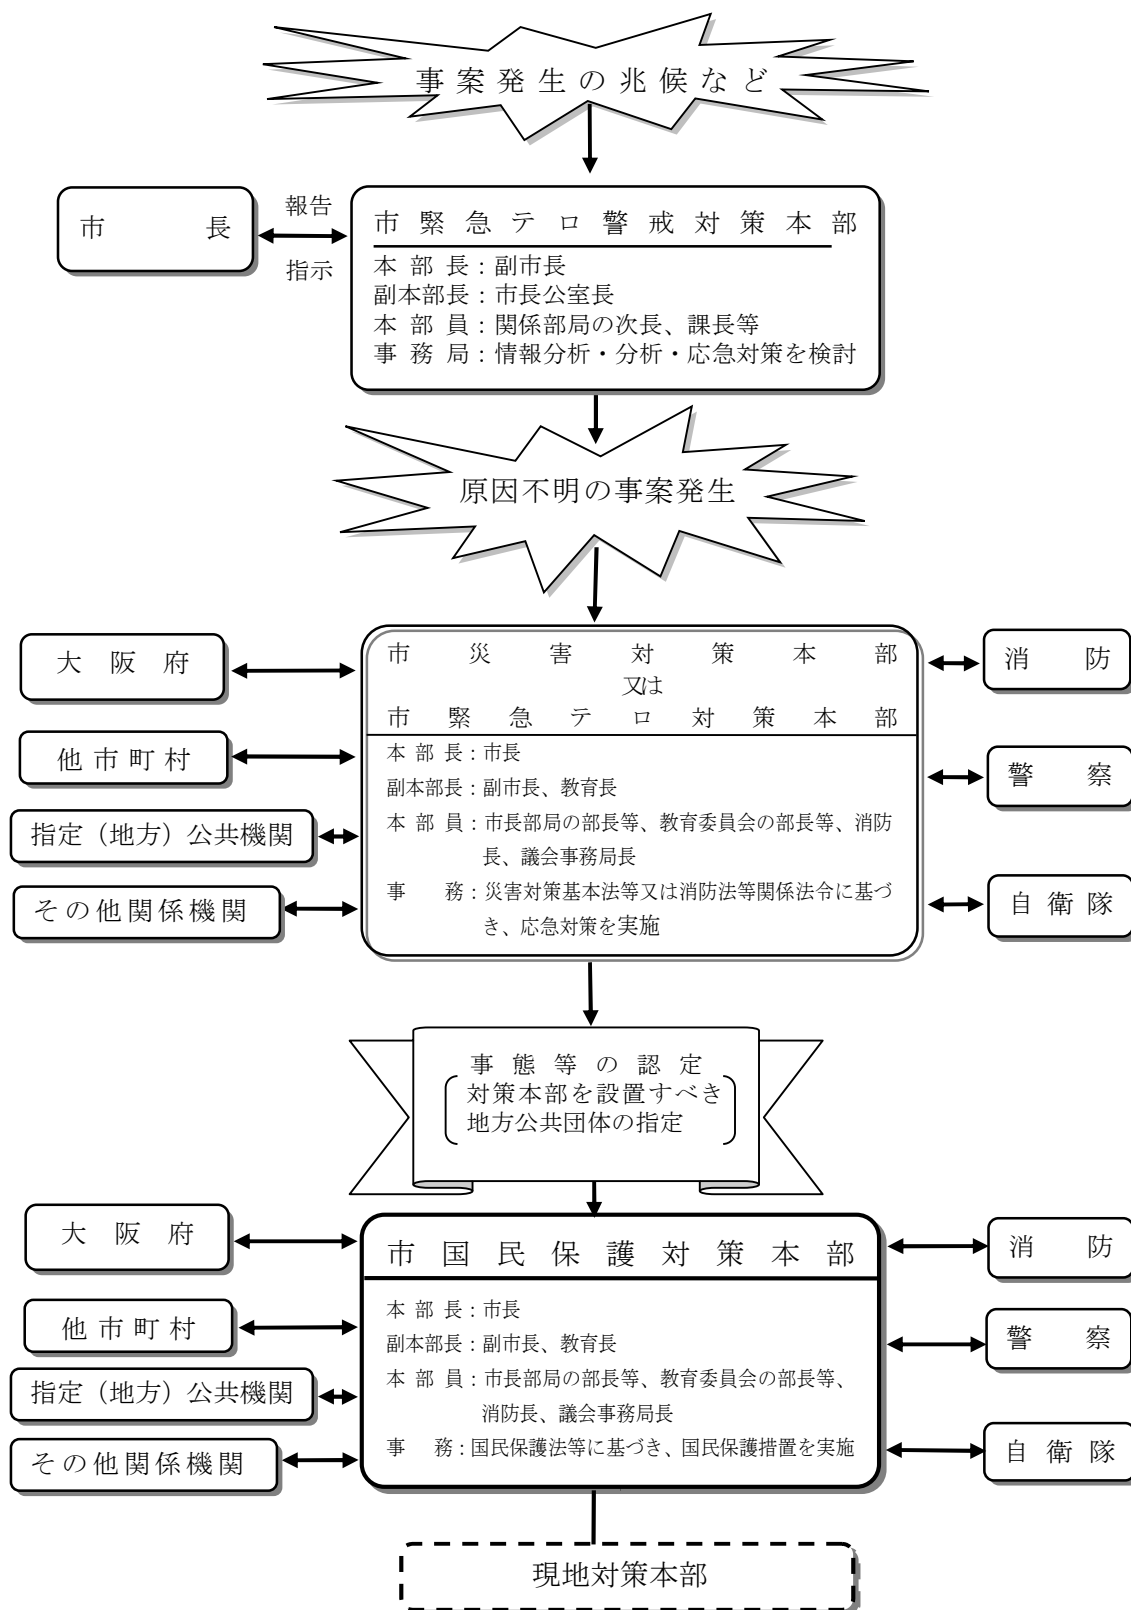 事案発生の兆候など
市長
報告
指示
市緊急テロ警戒対策本部
本部長：副市長
副本部長：市長公室長
本部員：関係部局の次長、課長等
事務局：情報分析・分析・応急対策を検討
原因不明の事案発生
大阪府
他市町村
指定（地方）公共機関
その他関係機関
市災害対策本部
又は
市緊急テロ対策本部
本部長：市長
副本部長：副市長、教育長
本部員：市長部局の部長等、教育委員会の部長等、消防
長、議会事務局長
事務：災害対策基本法等又は消防法等関係法令に基づ
き、応急対策を実施
消防
警察
自衛隊
事態等の認定
対策本部を設置すべき
地方公共団体の指定
大阪府
他市町村
指定（地方）公共機関
その他関係機関
市国民保護対策本部
本部長：市長
副本部長：副市長、教育長
本部員：市長部局の部長等、教育委員会の部長等、
消防長、議会事務局長
事務：国民保護法等に基づき、国民保護措置を実施
消防
警察
自衛隊
現地対策本部